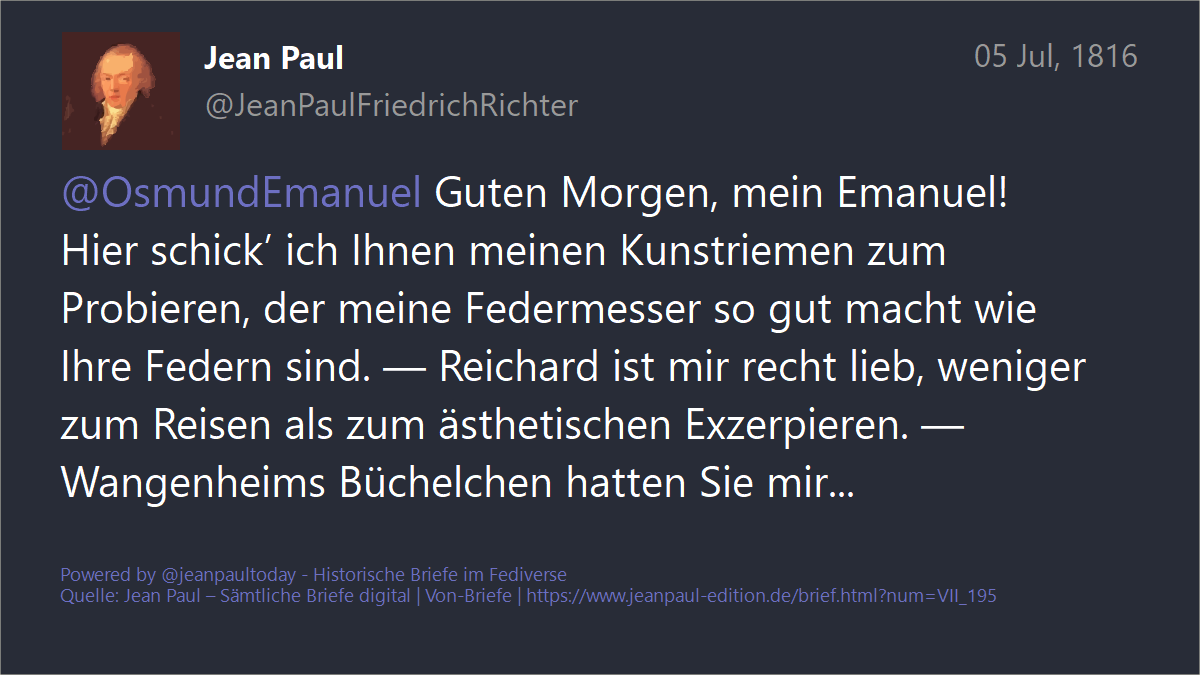 Jean Paul
05 Jul, 1816
@JeanPaulFriedrichRichter
@OsmundEmanuel Guten Morgen, mein Emanuel!
Hier schick’ ich Ihnen meinen Kunstriemen zum
Probieren, der meine Federmesser so gut macht wie
Ihre Federn sind. — Reichard ist mir recht lieb, weniger
zum Reisen als zum ästhetischen Exzerpieren. —
Wangenheims Büchelchen hatten Sie mir...
Powered by @jeanpaultoday - Historische Briefe im Fediverse
Quelle: Jean Paul – Sämtliche Briefe digital | Von-Briefe | https://www.jeanpaul-edition.de/brief.html?num=VII_195